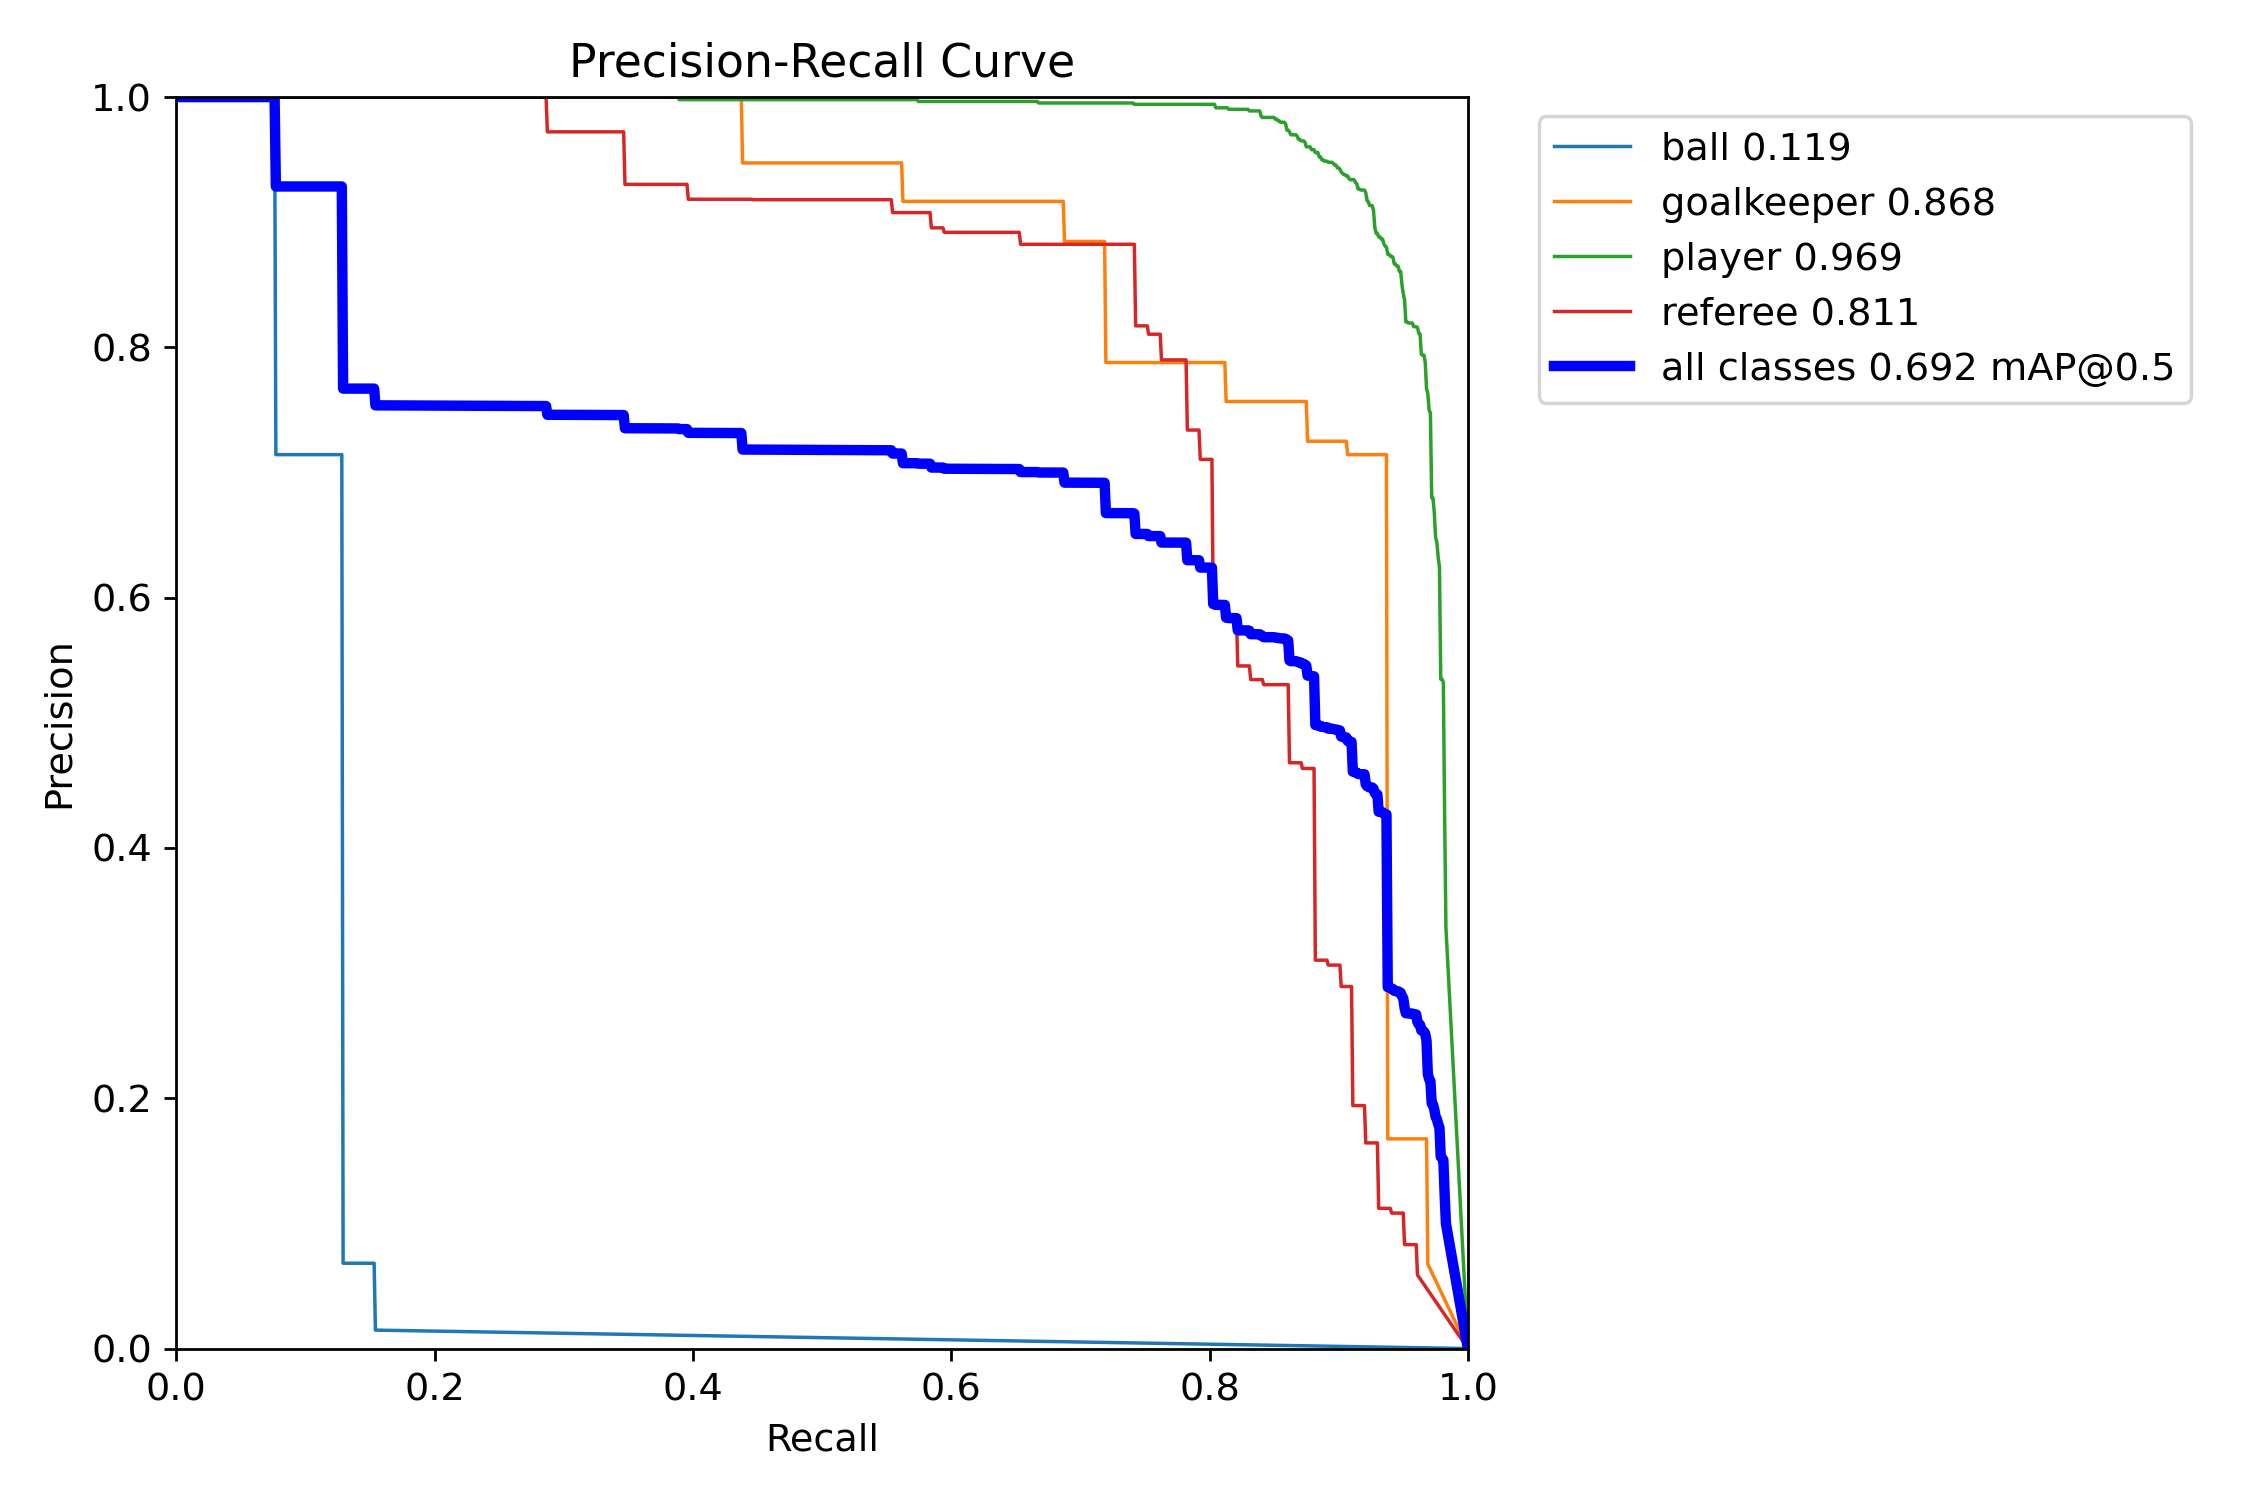 Precision-Recall Curve
1.0
0.8
0.6
0.4
0.2
0.0
Precision
0.0 0.2 0.4 0.6 0.8 1.0
Recall
ball 0.119
goalkeeper 0.868
player 0.969
referee 0.811
all classes 0.692 mAP@0.5